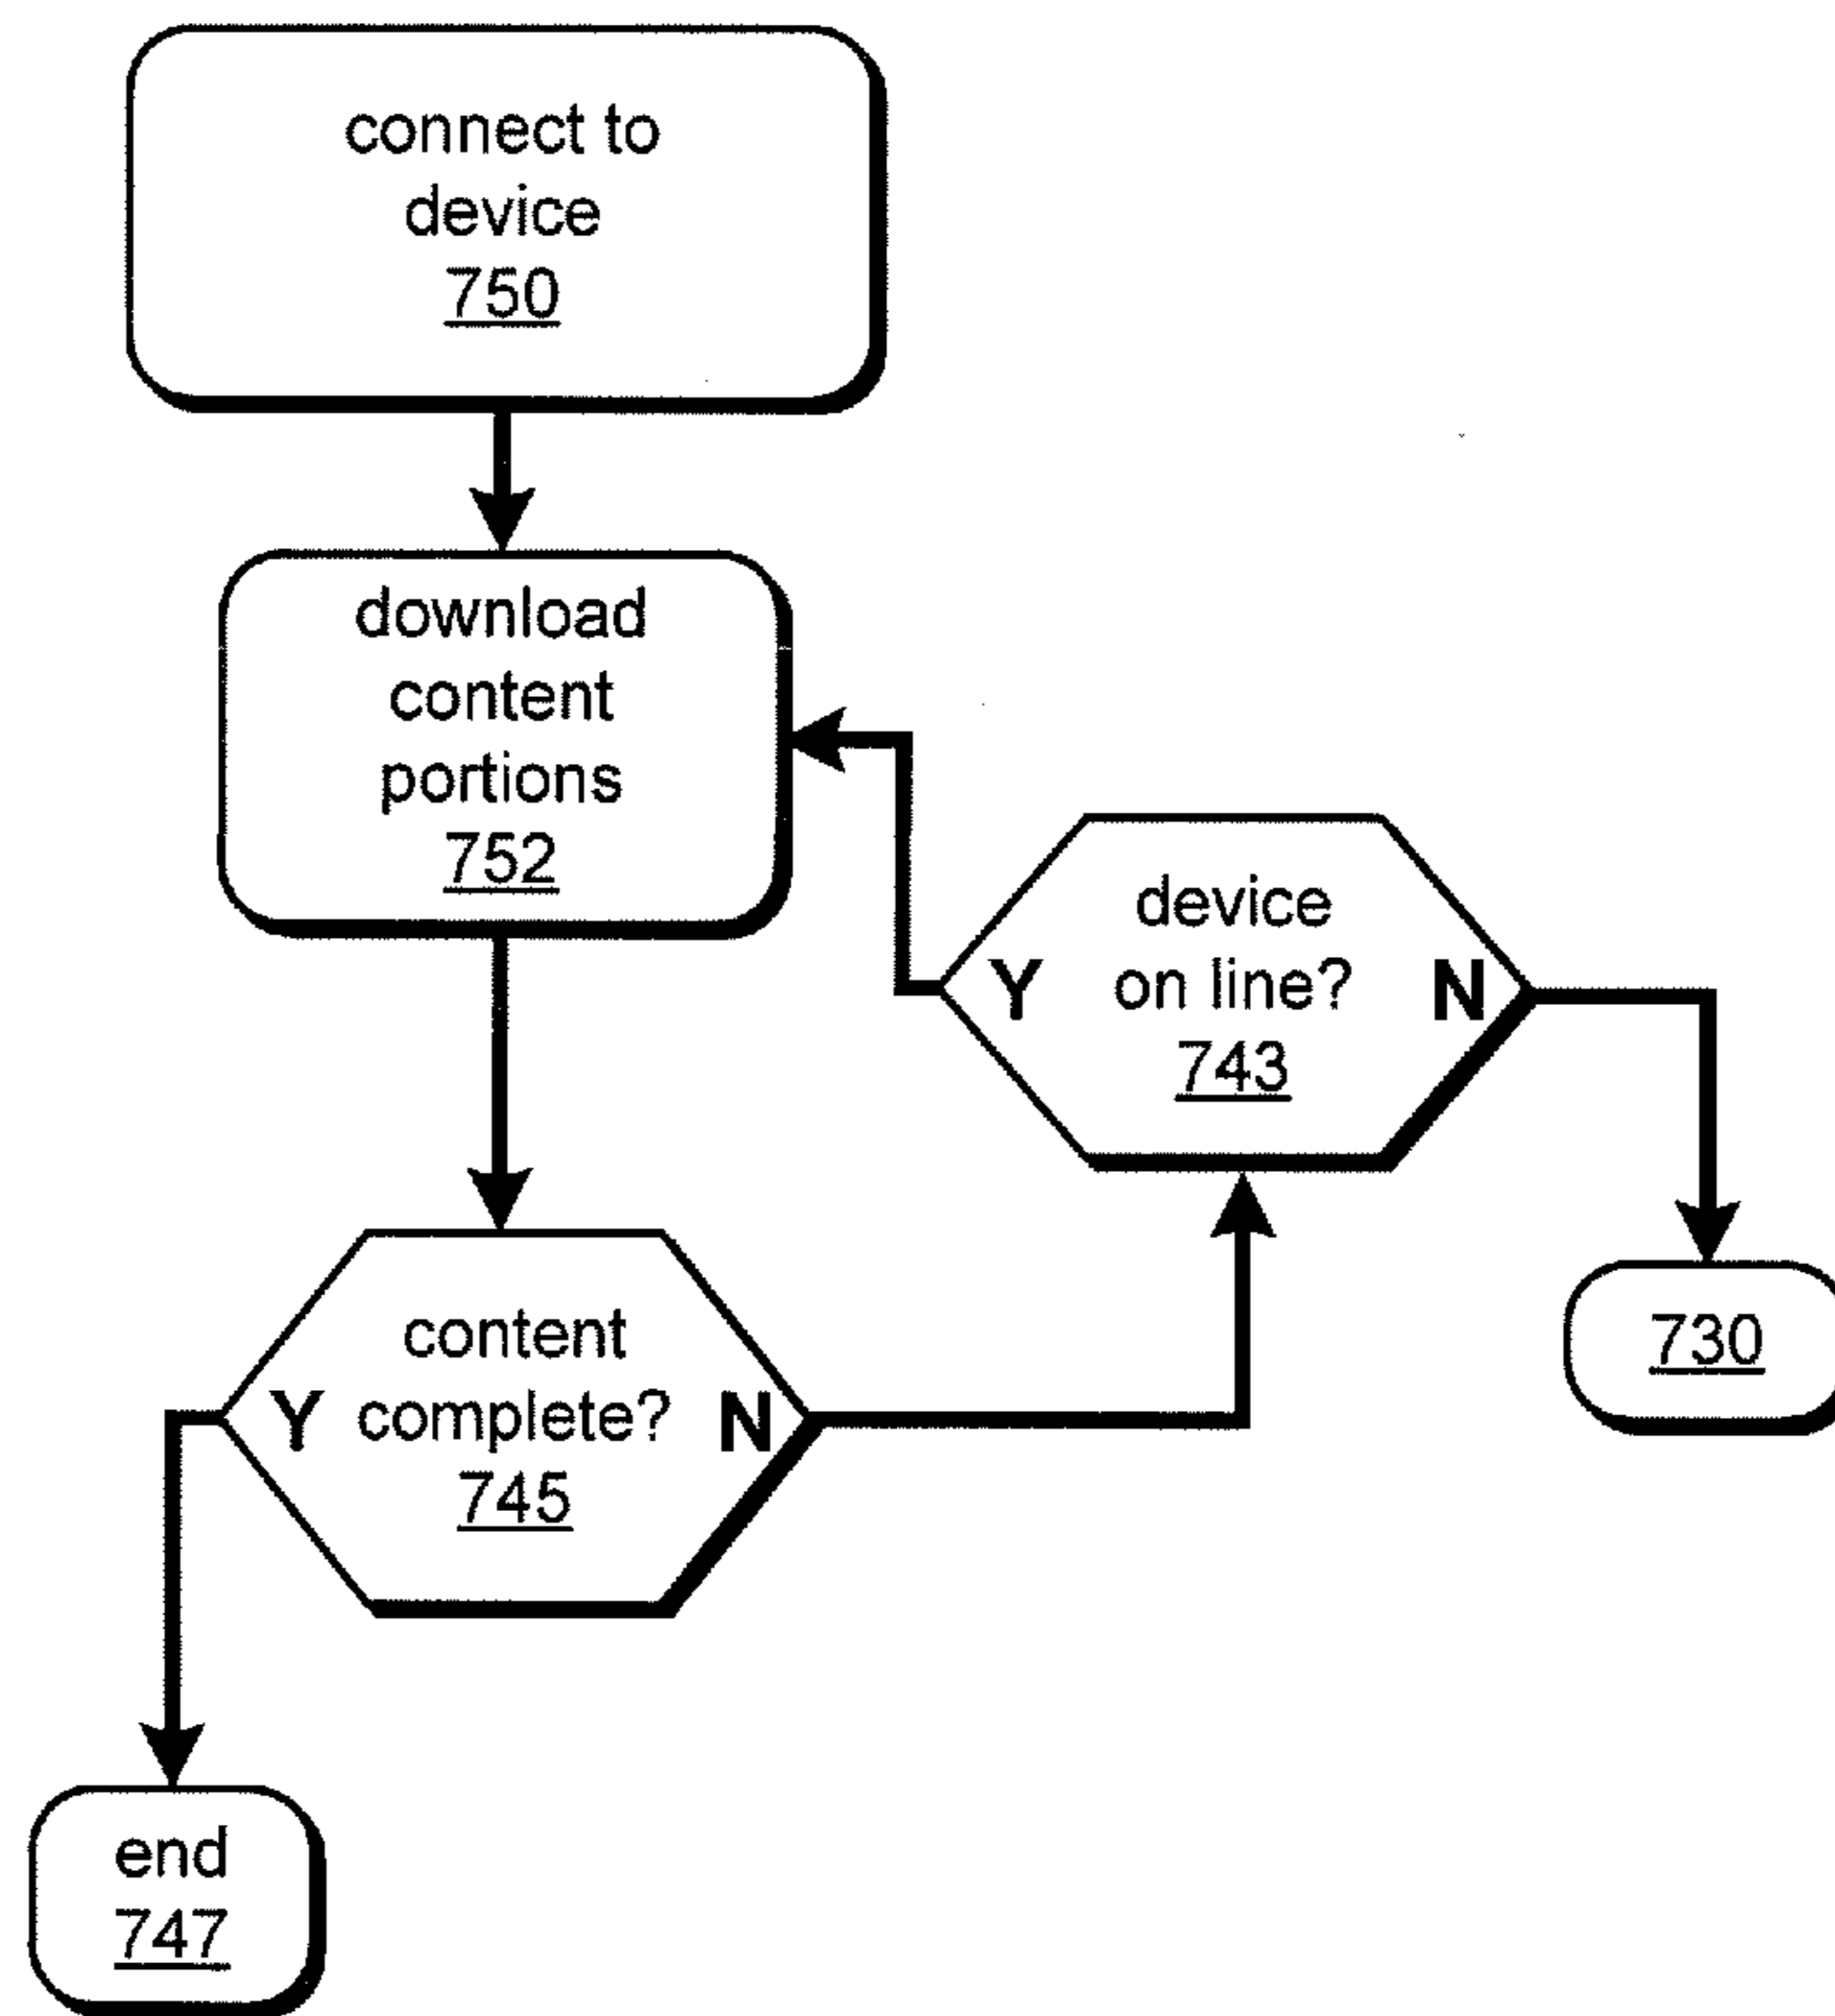 connect to
device
750
download
content
portions
752
device
Y on line? N
743
730
content
Y complete? N
745
end
747